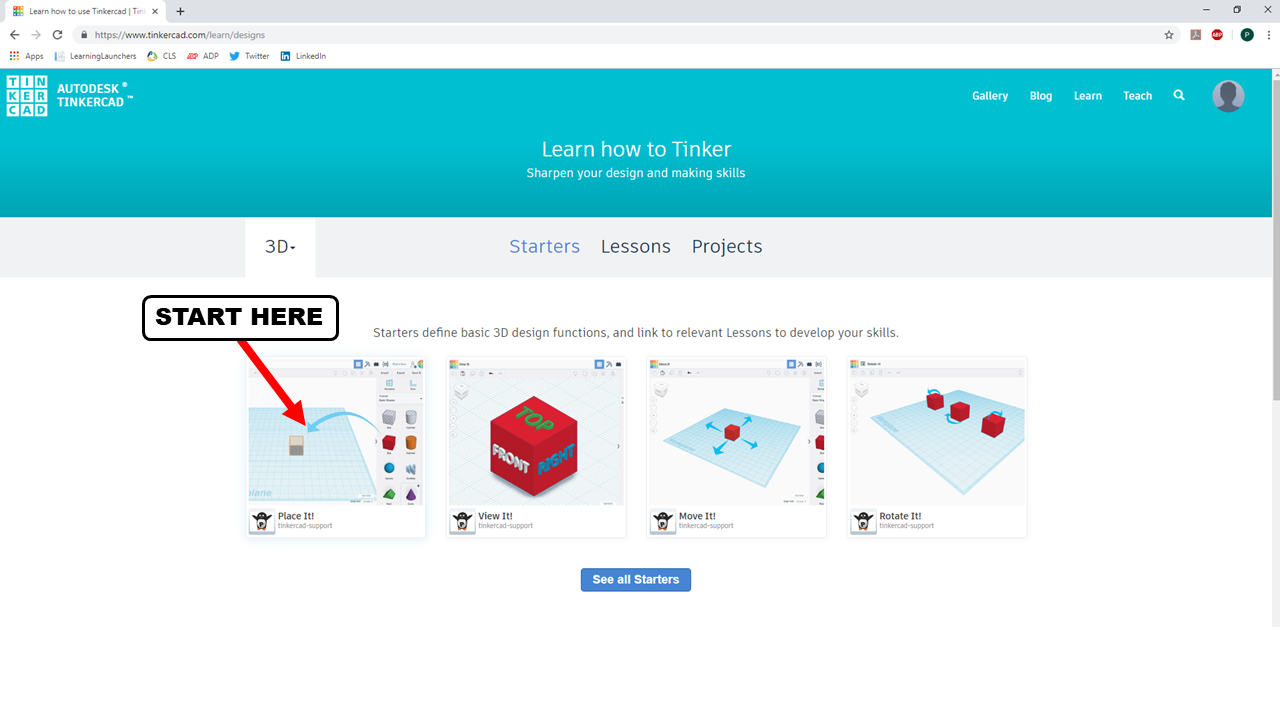 Learn how to use Tinkercad | Tin
https://www.tinkercad.com/learn/designs
ABP
P
Apps
LearningLaunchers
CLS
ADP
Twitter
LinkedIn
TIN
KER
CAD
AUTODESK ®
TINKERCAD ™
Gallery
Blog
Learn
Teach
Learn how to Tinker
Sharpen your design and making skills
3D
Starters
Lessons
Projects
START HERE
Starters define basic 3D design functions, and link to relevant Lessons to develop your skills.
TOP
FRONT
RIGHT
Place It!
tinkercad-support
View It!
tinkercad-support
Move It!
tinkercad-support
Rotate It!
tinkercad-support
See all Starters